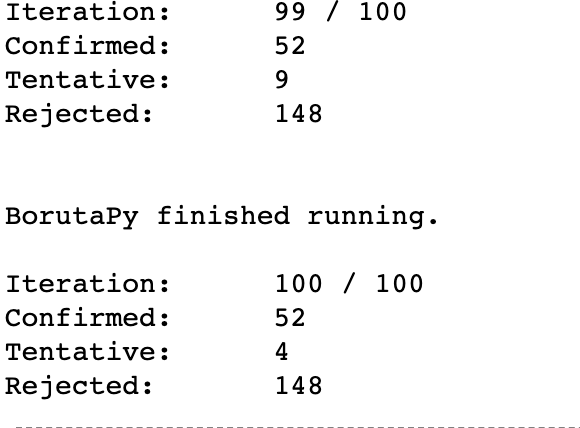 Iteration: 99 / 100
Confirmed: 52
Tentative: 9
Rejected: 148
BorutaPy finished running.
Iteration: 100 / 100
Confirmed: 52
Tentative: 4
Rejected: 148